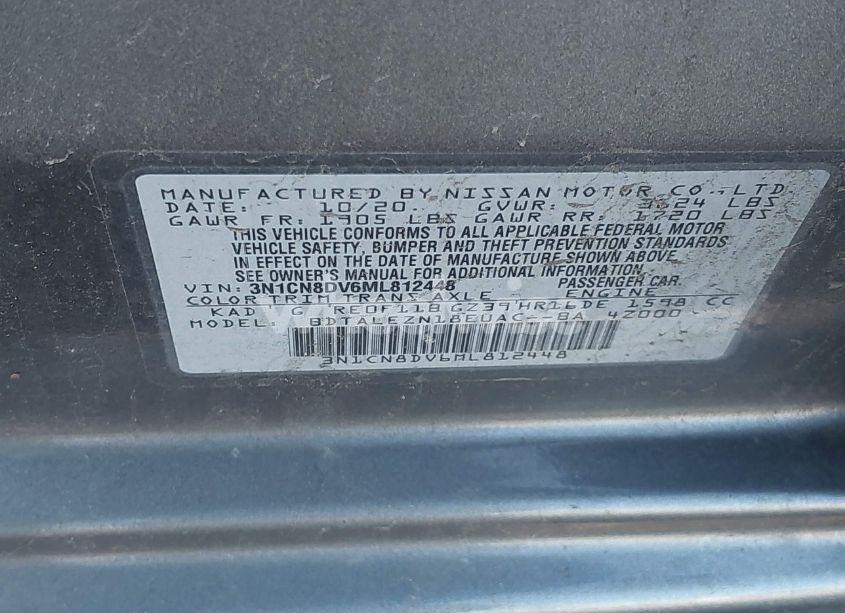 MANUFACTURED BY NISSAN MOTOR CO.,LTD.
DATE: 10/20 GVWR: 3524 LBS
GAWR FR: 1905 LBS GAWR RR: 1720 LBS
THIS VEHICLE CONFORMS TO ALL APPLICABLE FEDERAL MOTOR
VEHICLE SAFETY, BUMPER AND THEFT PREVENTION STANDARDS
IN EFFECT ON THE DATE OF MANUFACTURE SHOWN ABOVE.
SEE OWNER'S MANUAL FOR ADDITIONAL INFORMATION.
VIN: 3N1CN8DV6ML812448 PASSENGER CAR.
COLOR TRIM TRANS AXLE ENGINE
KAD G RE0F11B GZ39 HR16DE 1598 CC
MODEL: BDTALEZN18EUAC--BA 4Z000
3N1CN8DV6ML812448